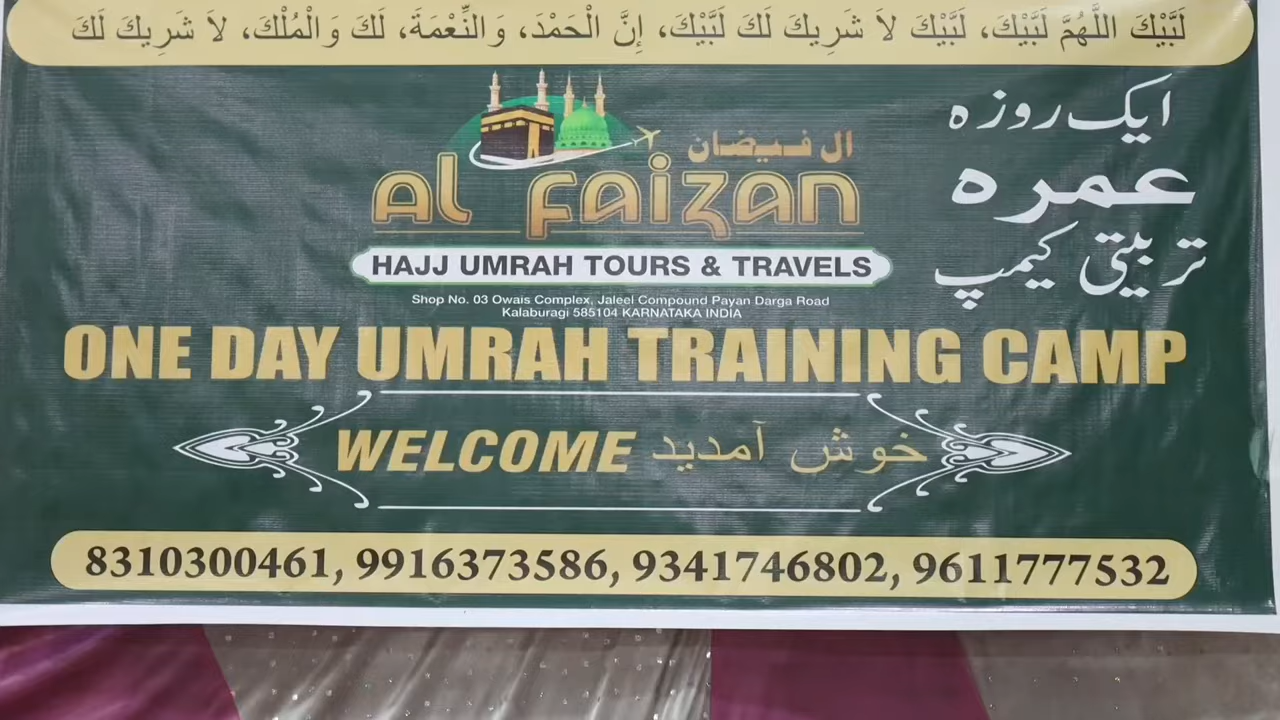 لَبَّيْكَ اللَّهُمَّ لَبَّيْكَ، لَبَّيْكَ لاَ شَرِيكَ لَكَ لَبَّيْكَ، إِنَّ الْحَمْدَ، وَالنِّعْمَةَ، لَكَ وَالْمُلْكَ، لاَ شَرِيكَ لَكَ
ال فیضان
AL FAIZAN
HAJJ UMRAH TOURS & TRAVELS
Shop No. 03 Owais Complex, Jaleel Compound Payan Darga Road
Kalaburagi 585104 KARNATAKA INDIA
ایک روزہ
عمرہ
تربیتی کیمپ
ONE DAY UMRAH TRAINING CAMP
WELCOME خوش آمدید
8310300461, 9916373586, 9341746802, 9611777532